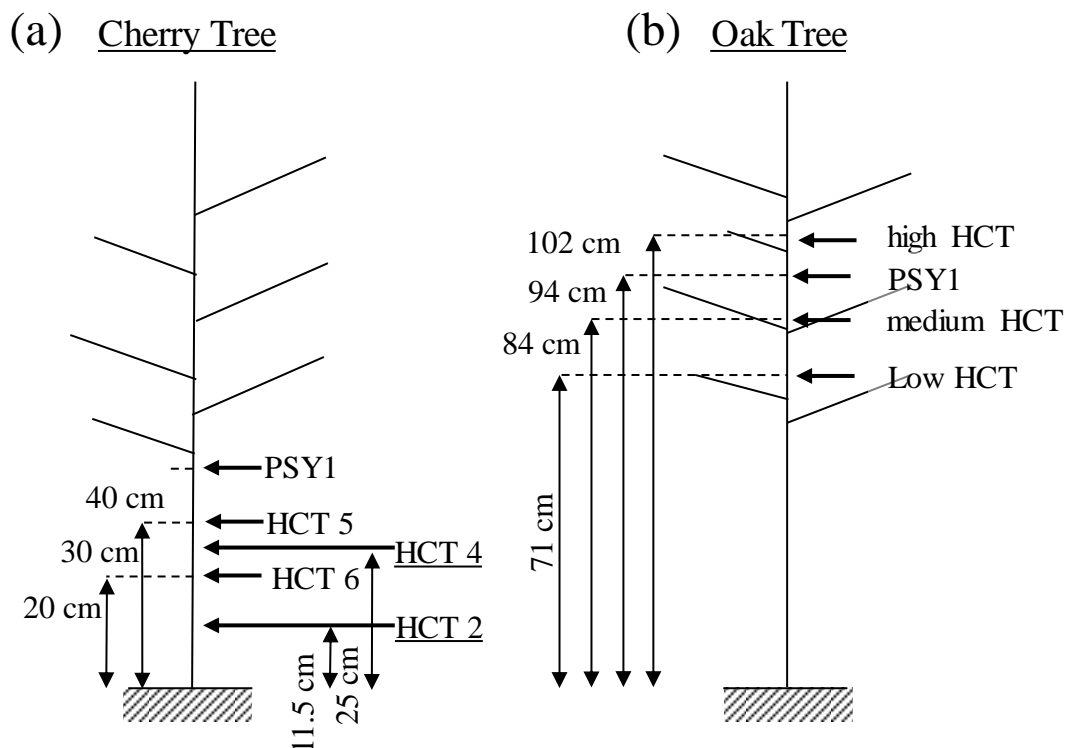 (a) Cherry Tree
PSY1
40 cm
HCT 5
30 cm
HCT 4
HCT 6
20 cm
HCT 2
11.5 cm
25 cm
(b) Oak Tree
102 cm
high HCT
94 cm
PSY1
84 cm
medium HCT
Low HCT
71 cm